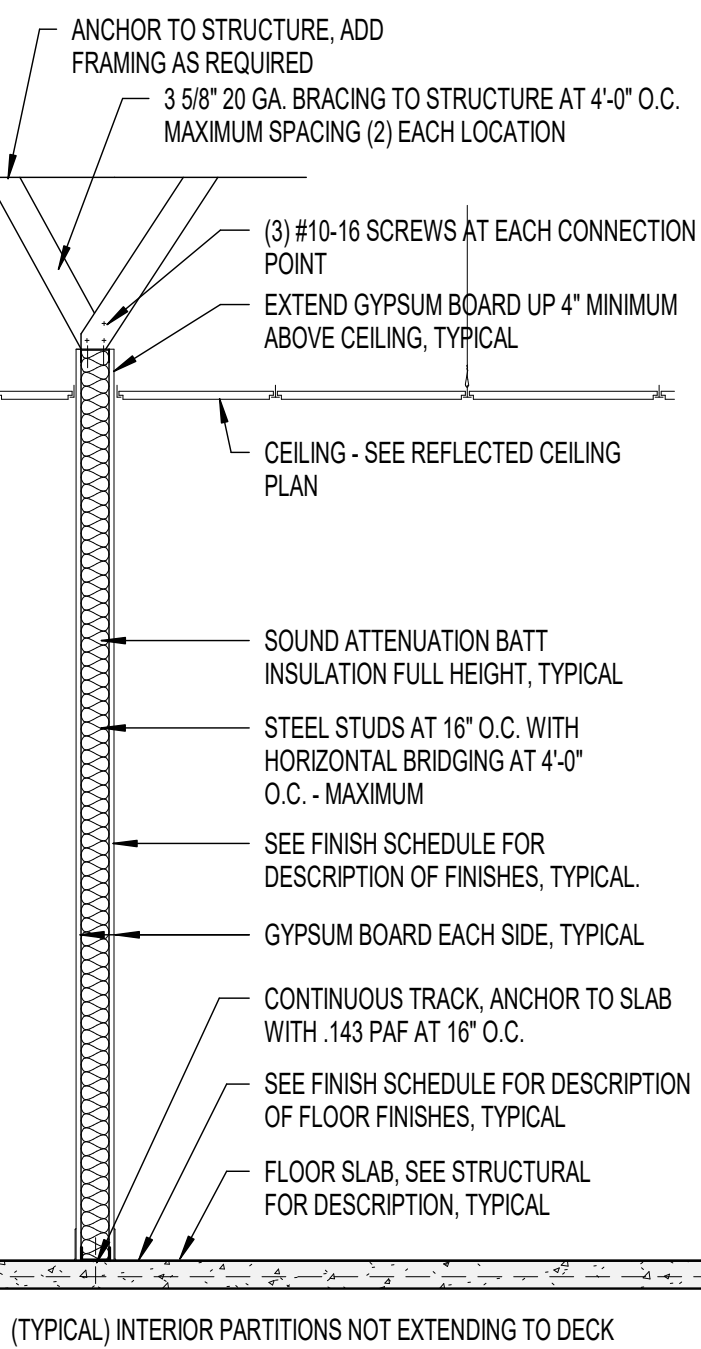 ANCHOR TO STRUCTURE, ADD
FRAMING AS REQUIRED
3 5/8" 20 GA. BRACING TO STRUCTURE AT 4'-0" O.C.
MAXIMUM SPACING (2) EACH LOCATION
(3) #10-16 SCREWS AT EACH CONNECTION
POINT
EXTEND GYPSUM BOARD UP 4" MINIMUM
ABOVE CEILING, TYPICAL
CEILING - SEE REFLECTED CEILING
PLAN
SOUND ATTENUATION BATT
INSULATION FULL HEIGHT, TYPICAL
STEEL STUDS AT 16" O.C. WITH
HORIZONTAL BRIDGING AT 4'-0"
O.C. - MAXIMUM
SEE FINISH SCHEDULE FOR
DESCRIPTION OF FINISHES, TYPICAL.
GYPSUM BOARD EACH SIDE, TYPICAL
CONTINUOUS TRACK, ANCHOR TO SLAB
WITH .143 PAF AT 16" O.C.
SEE FINISH SCHEDULE FOR DESCRIPTION
OF FLOOR FINISHES, TYPICAL
FLOOR SLAB, SEE STRUCTURAL
FOR DESCRIPTION, TYPICAL
(TYPICAL) INTERIOR PARTITIONS NOT EXTENDING TO DECK